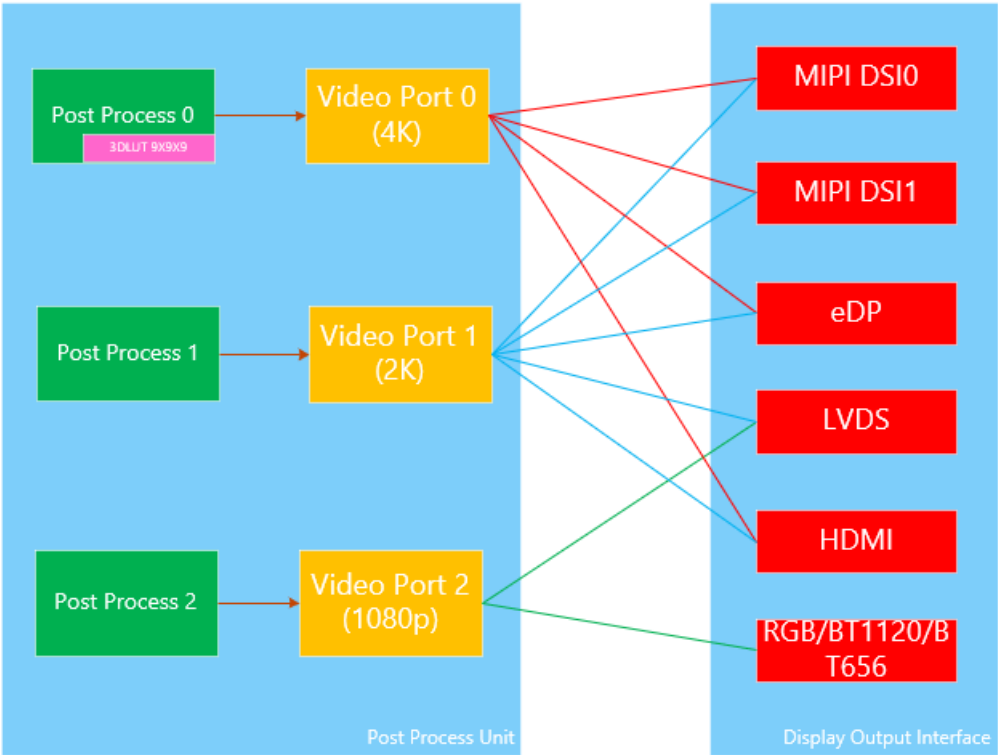 Post Process 0
3DLUT 9X9X9
Video Port 0
(4K)
MIPI DSI0
MIPI DSI1
eDP
Post Process 1
Video Port 1
(2K)
LVDS
HDMI
Post Process 2
Video Port 2
(1080p)
RGB/BT1120/B
T656
Post Process Unit
Display Output Interface